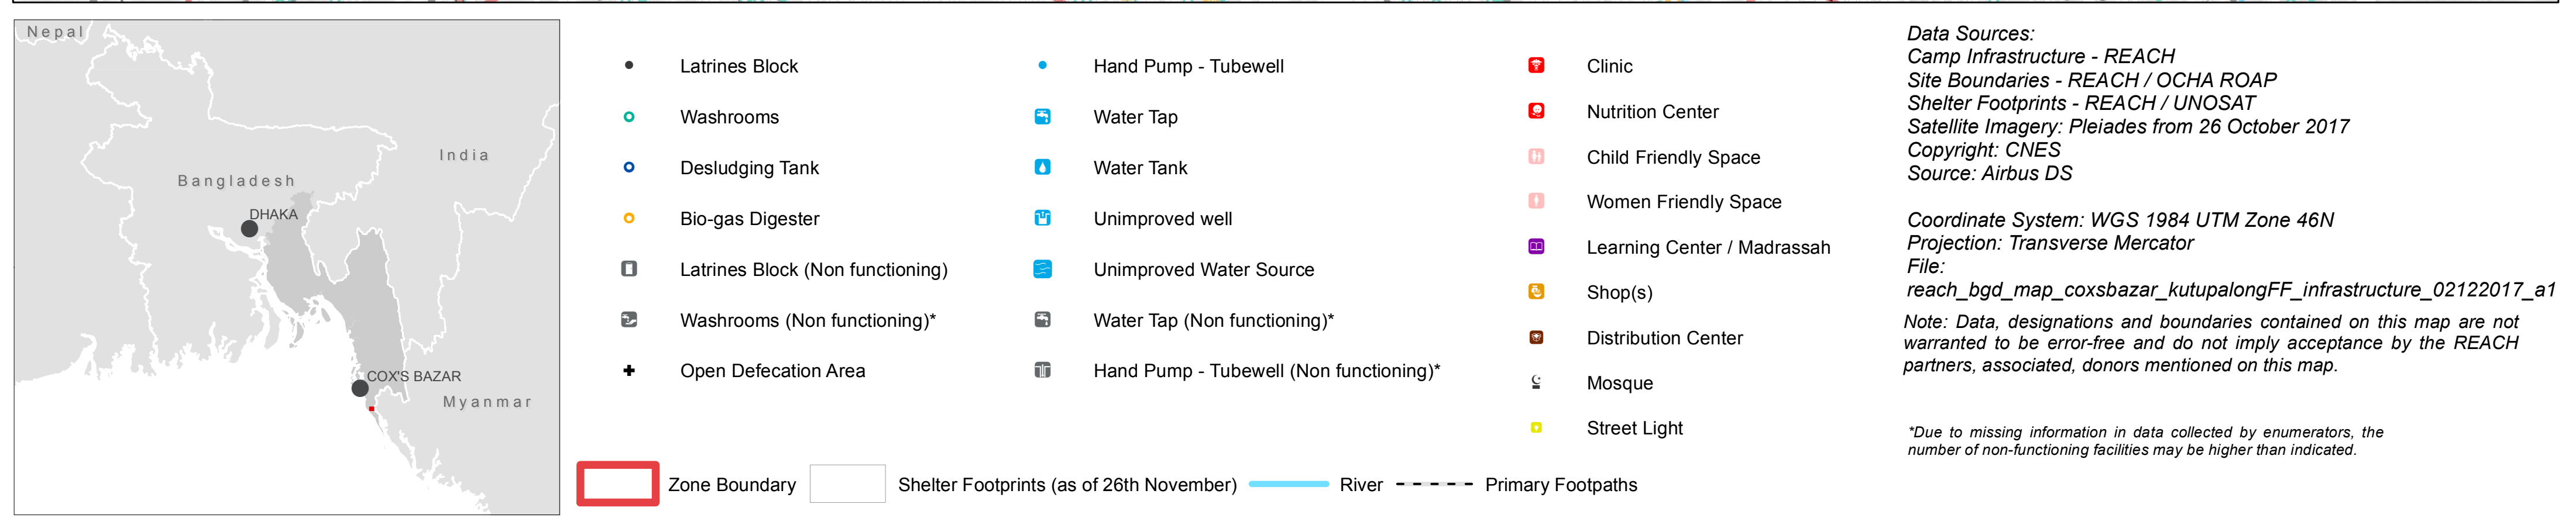 Nepal
India
Bangladesh
DHAKA
COX'S BAZAR
Myanmar
Latrines Block
Washrooms
Desludging Tank
Bio-gas Digester
Latrines Block (Non functioning)
Washrooms (Non functioning)*
Open Defecation Area
Hand Pump - Tubewell
Water Tap
Water Tank
Unimproved well
Unimproved Water Source
Water Tap (Non functioning)*
Hand Pump - Tubewell (Non functioning)*
Clinic
Nutrition Center
Child Friendly Space
Women Friendly Space
Learning Center / Madrassah
Shop(s)
Distribution Center
Mosque
Street Light
Zone Boundary
Shelter Footprints (as of 26th November)
River
Primary Footpaths
Data Sources:
Camp Infrastructure - REACH
Site Boundaries - REACH / OCHA ROAP
Shelter Footprints - REACH / UNOSAT
Satellite Imagery: Pleiades from 26 October 2017
Copyright: CNES
Source: Airbus DS
Coordinate System: WGS 1984 UTM Zone 46N
Projection: Transverse Mercator
File:
reach_bgd_map_coxsbazar_kutupalongFF_infrastructure_02122017_a1
Note: Data, designations and boundaries contained on this map are not
warranted to be error-free and do not imply acceptance by the REACH
partners, associated, donors mentioned on this map.
*Due to missing information in data collected by enumerators, the
number of non-functioning facilities may be higher than indicated.